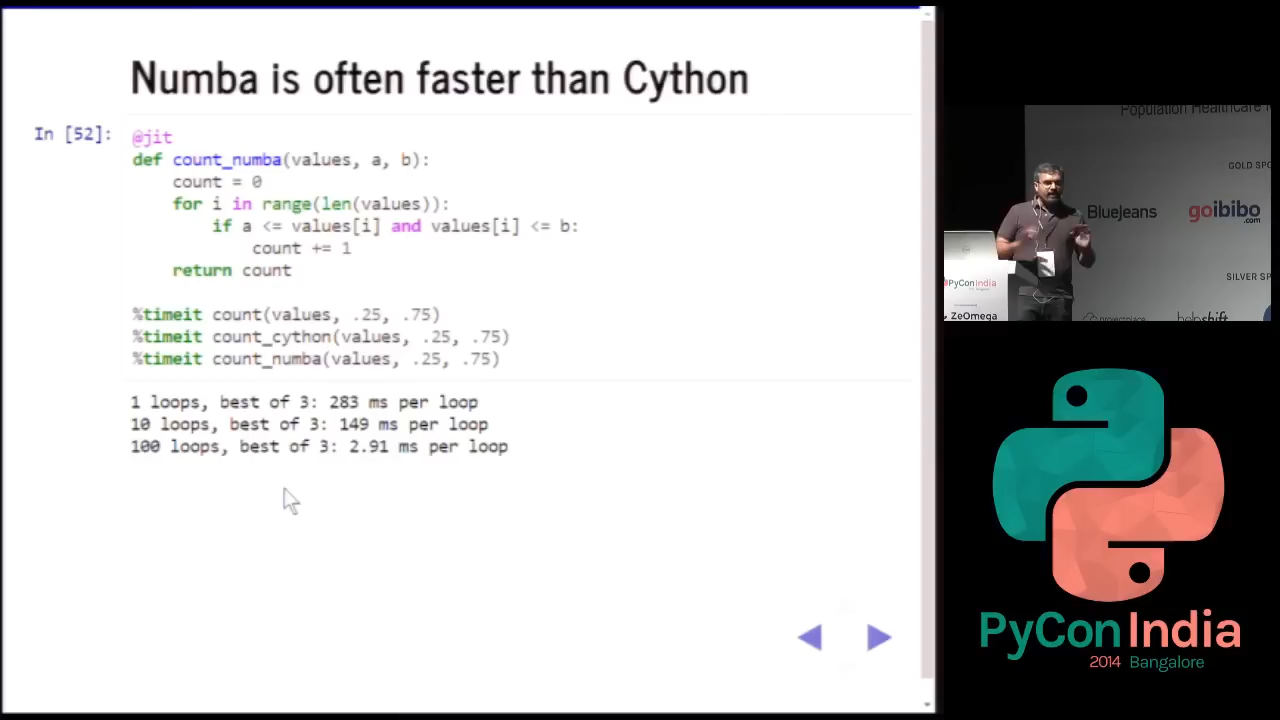 Numba is often faster than Cython
In [52]:
@jit
def count_numba(values, a, b):
count = 0
for i in range(len(values)):
if a <= values[i] and values[i] <= b:
count += 1
return count
%timeit count(values, .25, .75)
%timeit count_cython(values, .25, .75)
%timeit count_numba(values, .25, .75)
1 loops, best of 3: 283 ms per loop
10 loops, best of 3: 149 ms per loop
100 loops, best of 3: 2.91 ms per loop
Population Healthcare
GOLD SPO
BlueJeans
goibibo
.com
SILVER SP
PyConIndia
ZeOmega
projectplace
helpshift
PyCon India
2014 Bangalore